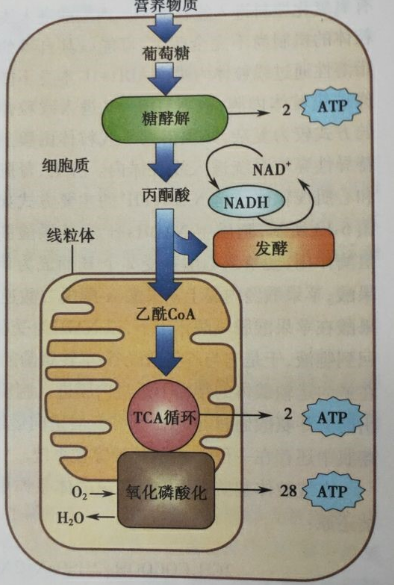 营养物质
葡萄糖
糖酵解
2 ATP
细胞质
NAD⁺
丙酮酸
NADH
线粒体
发酵
乙酰CoA
TCA循环
2 ATP
氧化磷酸化
28 ATP
O₂
H₂O